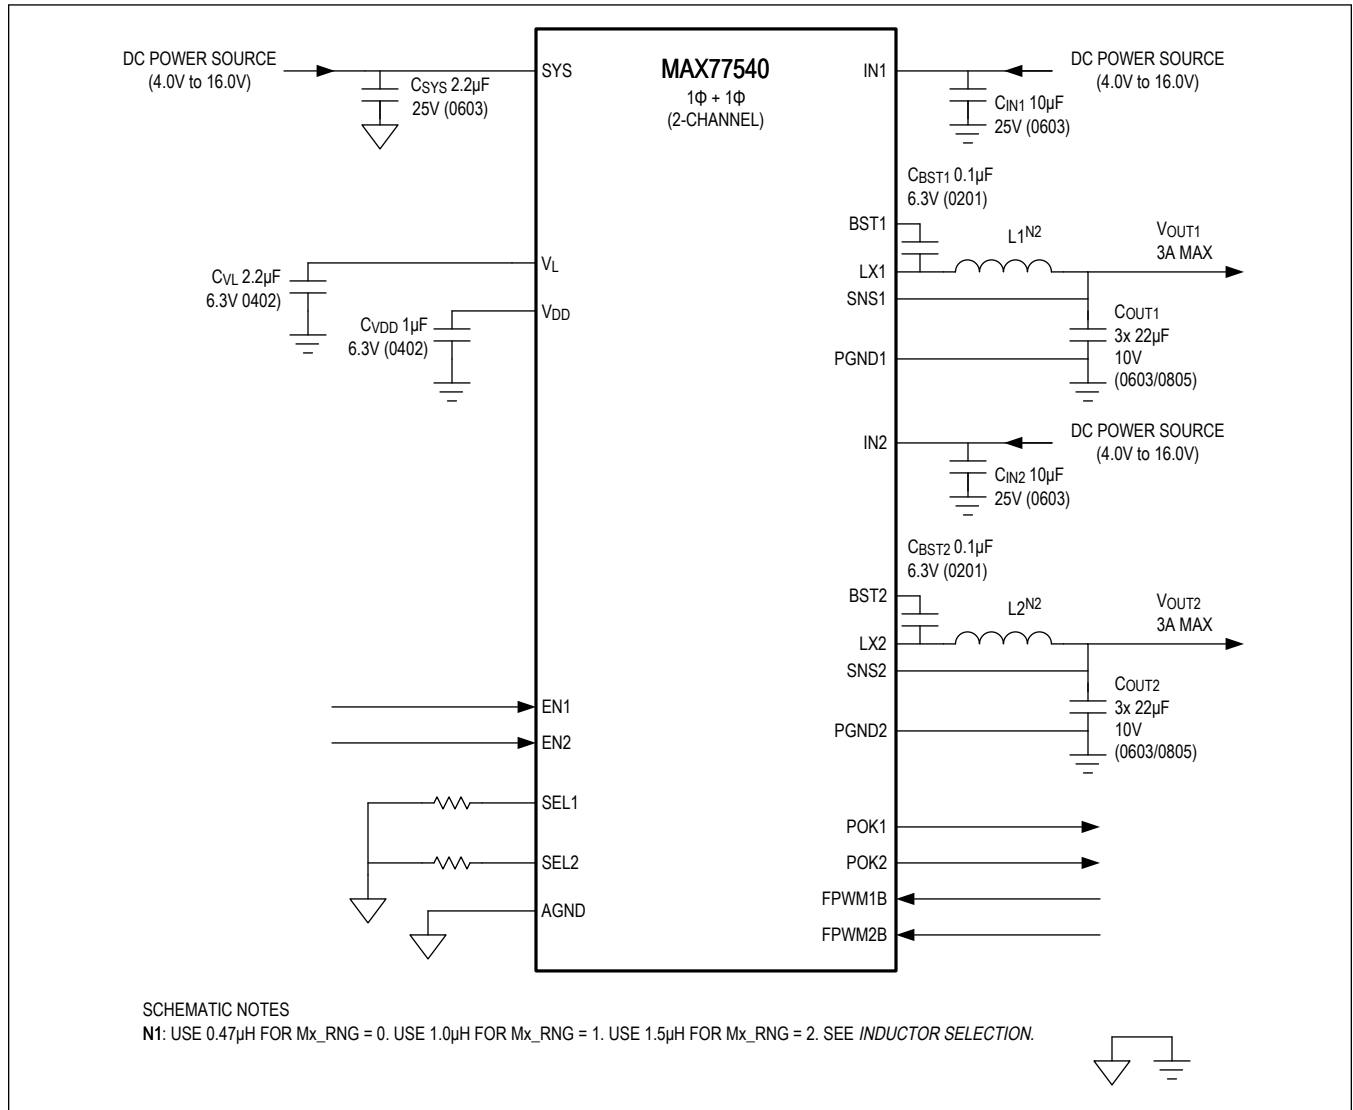 DC POWER SOURCE
(4.0V to 16.0V)
CSYS 2.2µF
25V (0603)
SYS
MAX77540
1Φ + 1Φ
(2-CHANNEL)
IN1
DC POWER SOURCE
(4.0V to 16.0V)
CIN1 10µF
25V (0603)
CBST1 0.1µF
6.3V (0201)
BST1
L1N2
VOUT1
3A MAX
LX1
SNS1
VL
CVL 2.2µF
6.3V 0402)
VDD
CVDD 1µF
6.3V (0402)
COUT1
3x 22µF
10V
(0603/0805)
PGND1
IN2
DC POWER SOURCE
(4.0V to 16.0V)
CIN2 10µF
25V (0603)
CBST2 0.1µF
6.3V (0201)
BST2
L2N2
VOUT2
3A MAX
LX2
SNS2
COUT2
3x 22µF
10V
(0603/0805)
PGND2
EN1
EN2
SEL1
SEL2
AGND
POK1
POK2
FPWM1B
FPWM2B
SCHEMATIC NOTES
N1: USE 0.47µH FOR Mx_RNG = 0. USE 1.0µH FOR Mx_RNG = 1. USE 1.5µH FOR Mx_RNG = 2. SEE INDUCTOR SELECTION.